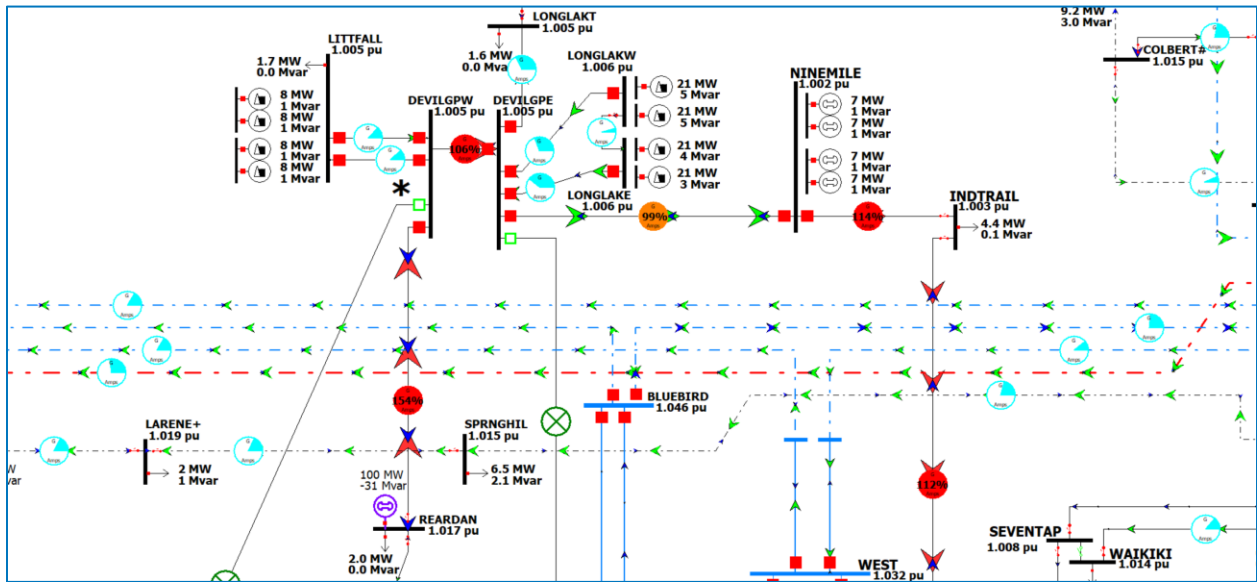 LONGLAKT
1.005 pu
9.2 MW
3.0 Mvar
COLBERT#
1.015 pu
LITTFALL
1.005 pu
1.7 MW
0.0 Mvar
1.6 MW
0.0 Mva
LONGLAKW
1.006 pu
DEVILGPW
1.005 pu
DEVILGPE
1.005 pu
NINEMILE
1.002 pu
8 MW
1 Mvar
8 MW
1 Mvar
8 MW
1 Mvar
8 MW
1 Mvar
21 MW
5 Mvar
21 MW
5 Mvar
21 MW
4 Mvar
21 MW
3 Mvar
7 MW
1 Mvar
7 MW
1 Mvar
7 MW
1 Mvar
7 MW
1 Mvar
106%
*
LONGLAKE
1.006 pu
99%
114%
INDTRAIL
1.003 pu
4.4 MW
0.1 Mvar
154%
BLUEBIRD
1.046 pu
LARENE+
1.019 pu
2 MW
1 Mvar
SPRNGHIL
1.015 pu
6.5 MW
2.1 Mvar
W
var
100 MW
-31 Mvar
112%
REARDAN
1.017 pu
2.0 MW
0.0 Mvar
WEST
1.032 pu
SEVENTAP
1.008 pu
WAIKIKI
1.014 pu